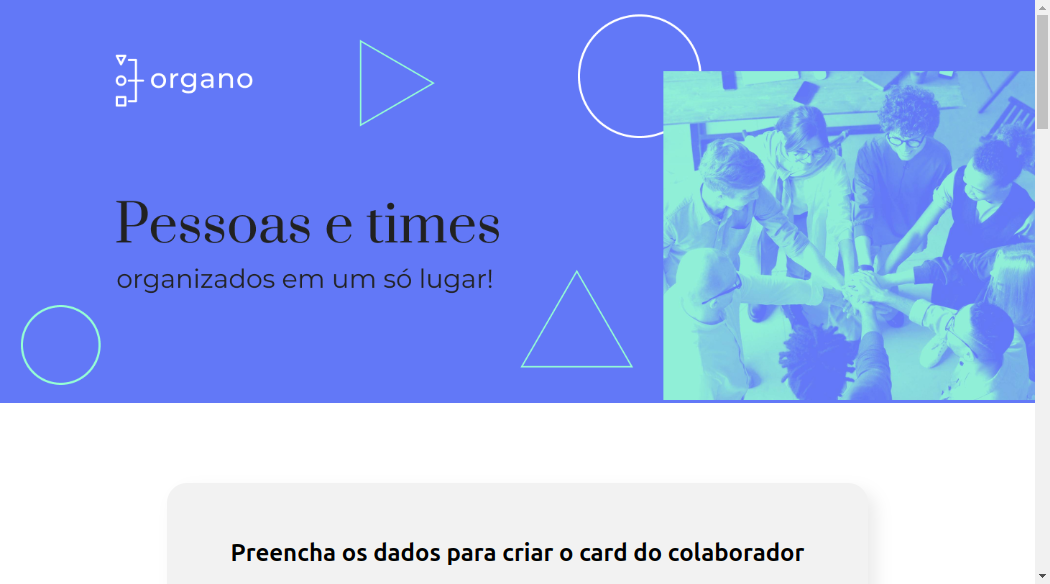 organo
Pessoas e times
organizados em um só lugar!
Preencha os dados para criar o card do colaborador